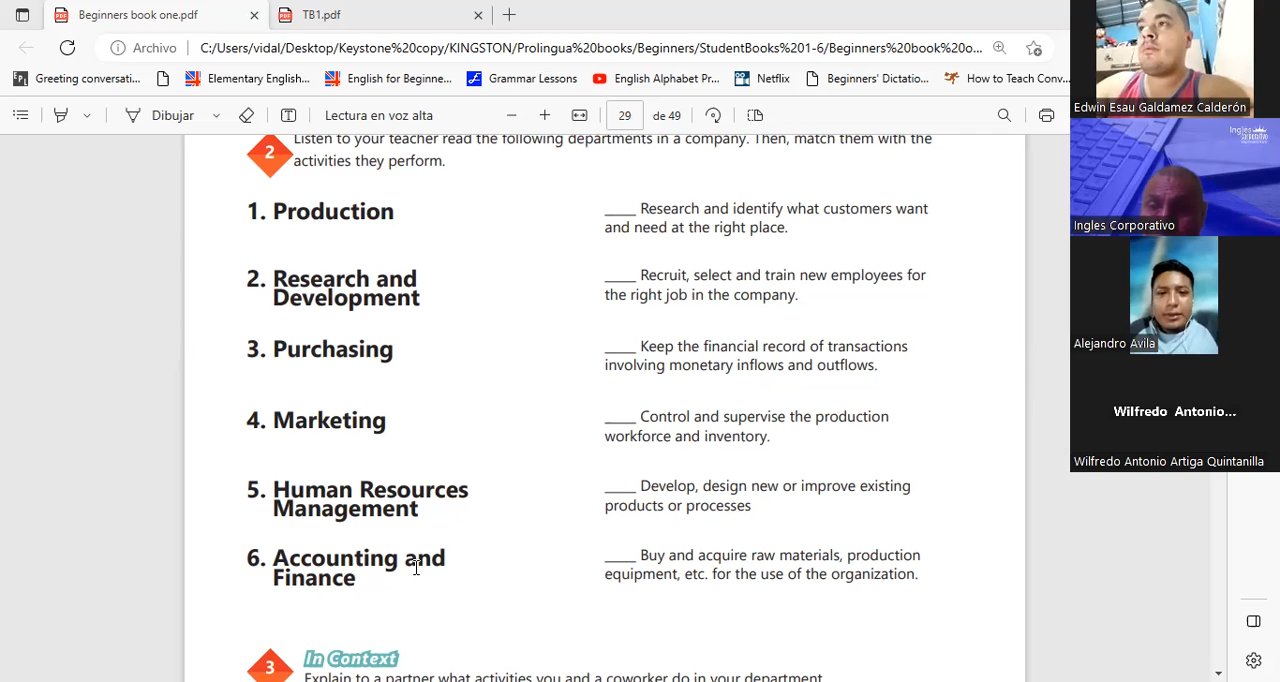 Beginners book one.pdf
TB1.pdf
Archivo
C:/Users/vidal/Desktop/Keystone%20copy/KINGSTON/Prolingua%20books/Beginners/StudentBooks%201-6/Beginners%20book%20o...
Greeting conversati...
Elementary English...
English for Beginne...
Grammar Lessons
English Alphabet Pr...
Netflix
Beginners' Dictatio...
How to Teach Conv...
Dibujar
Lectura en voz alta
29
de 49
2
Listen to your teacher read the following departments in a company. Then, match them with the
activities they perform.
1. Production
____ Research and identify what customers want
and need at the right place.
2. Research and
Development
____ Recruit, select and train new employees for
the right job in the company.
3. Purchasing
____ Keep the financial record of transactions
involving monetary inflows and outflows.
4. Marketing
____ Control and supervise the production
workforce and inventory.
5. Human Resources
Management
____ Develop, design new or improve existing
products or processes
6. Accounting and
Finance
____ Buy and acquire raw materials, production
equipment, etc. for the use of the organization.
3
In Context
Explain to a partner what activities you and a coworker do in your department
Edwin Esau Galdamez Calderón
Ingles Corporativo
Alejandro Avila
Wilfredo Antonio...
Wilfredo Antonio Artiga Quintanilla